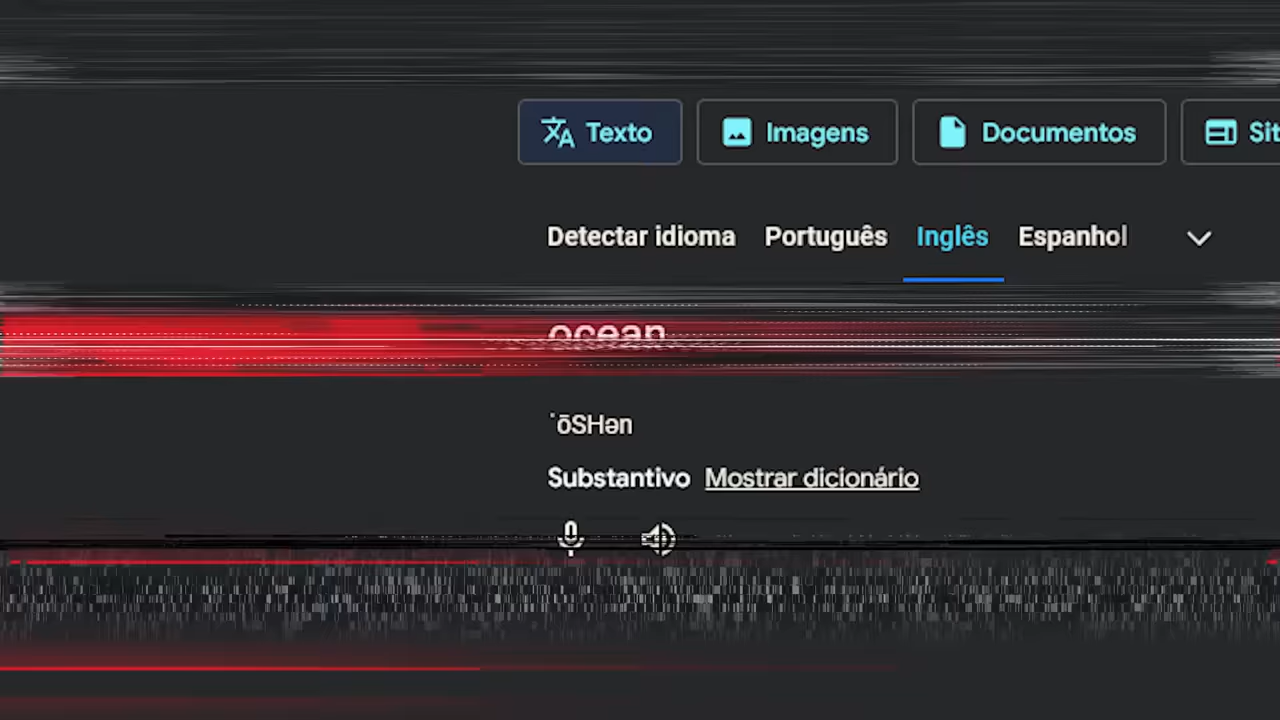 Texto Imagens Documentos
Detectar idioma Português Inglês Espanhol
ocean
ˈōSHən
Substantivo Mostrar dicionário